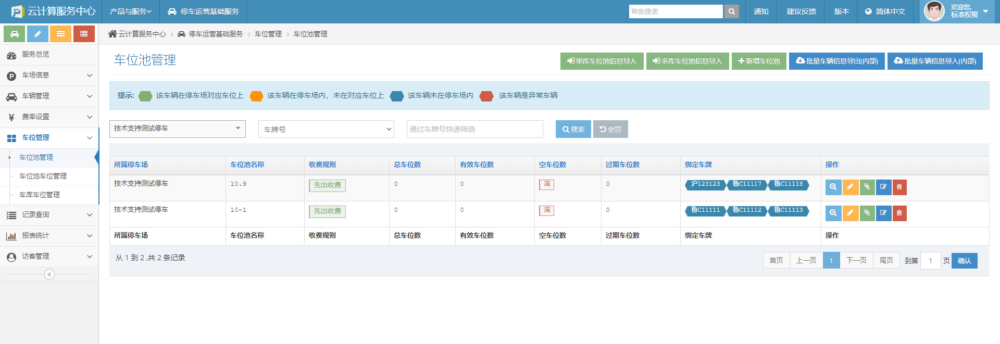 云计算服务中心 产品与服务 停车运营基础服务 帮助搜索 通知 建议反馈 版本 简体中文 欢迎您, 标准权限
云计算服务中心 停车运营基础服务 车位管理 车位池管理
服务总览
车场信息
车辆管理
费率设置
车位管理
车位池管理
车位池车位管理
车库车位管理
记录查询
报表统计
访客管理
车位池管理
单库车位池信息导入 多库车位池信息导入 新增车位池 批量车辆信息导出(内部) 批量车辆信息导入(内部)
提示: 该车辆在停车场对应车位上 该车辆在停车场内，未在对应车位上 该车辆未在停车场内 该车辆是异常车辆
技术支持测试停车 车牌号 通过车牌号快速筛选 搜索 重置
所属停车场 车位池名称 收费规则 总车位数 有效车位数 空车位数 过期车位数 绑定车牌 操作
技术支持测试停车 10.9 先出收费 0 0 满 0 沪123123 鲁C11117 鲁C11118
技术支持测试停车 10-1 先出收费 0 0 满 0 鲁C11111 鲁C11112 鲁C11113
所属停车场 车位池名称 收费规则 总车位数 有效车位数 空车位数 过期车位数 绑定车牌 操作
从 1 到 2 ,共 2 条记录 首页 上一页 1 下一页 尾页 到第 1 页 确认